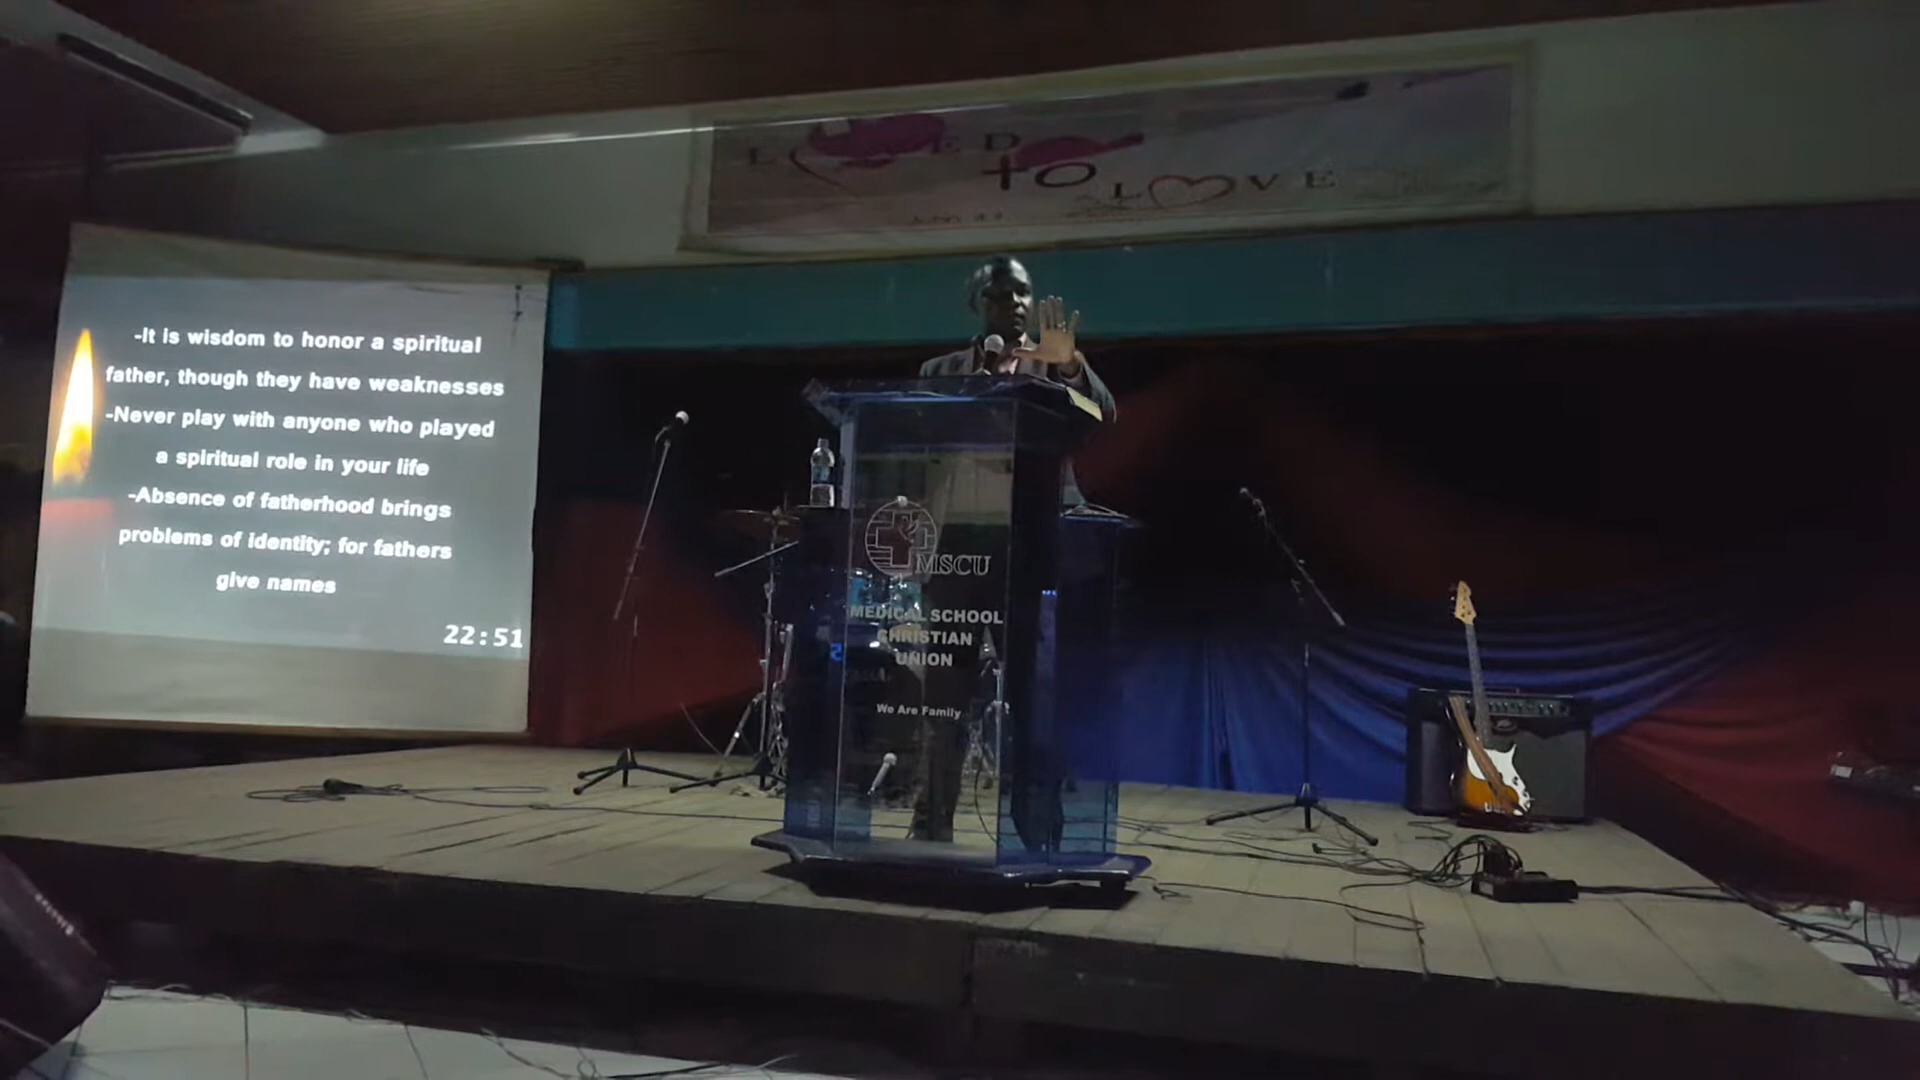 LOVED
TO
LOVE
-It is wisdom to honor a spiritual
father, though they have weaknesses
-Never play with anyone who played
a spiritual role in your life
-Absence of fatherhood brings
problems of identity; for fathers
give names
22:51
MSCU
MEDICAL SCHOOL
CHRISTIAN
UNION
We Are Family